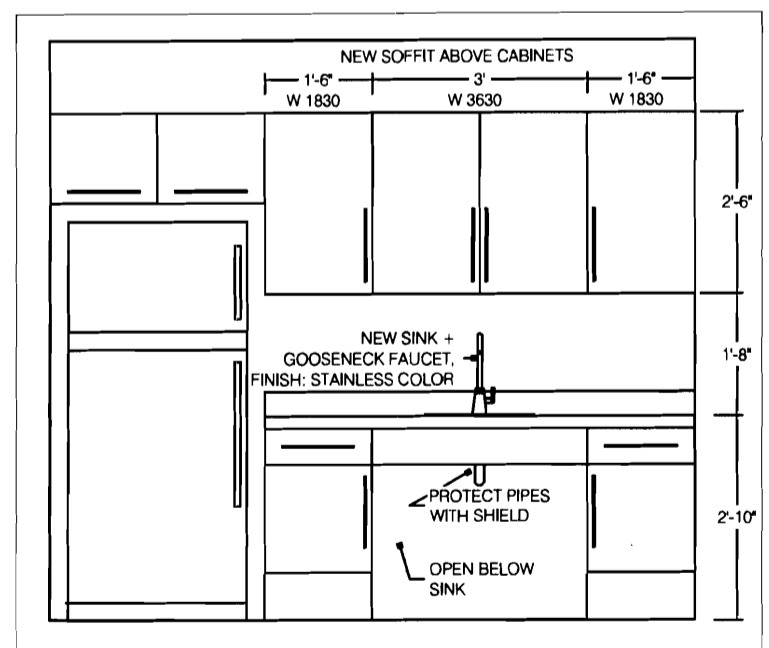 NEW SOFFIT ABOVE CABINETS
1'-6" 3' 1'-6"
W 1830 W 3630 W 1830
2'-6"
NEW SINK +
GOOSENECK FAUCET,
FINISH: STAINLESS COLOR
1'-8"
PROTECT PIPES
WITH SHIELD
2'-10"
OPEN BELOW
SINK